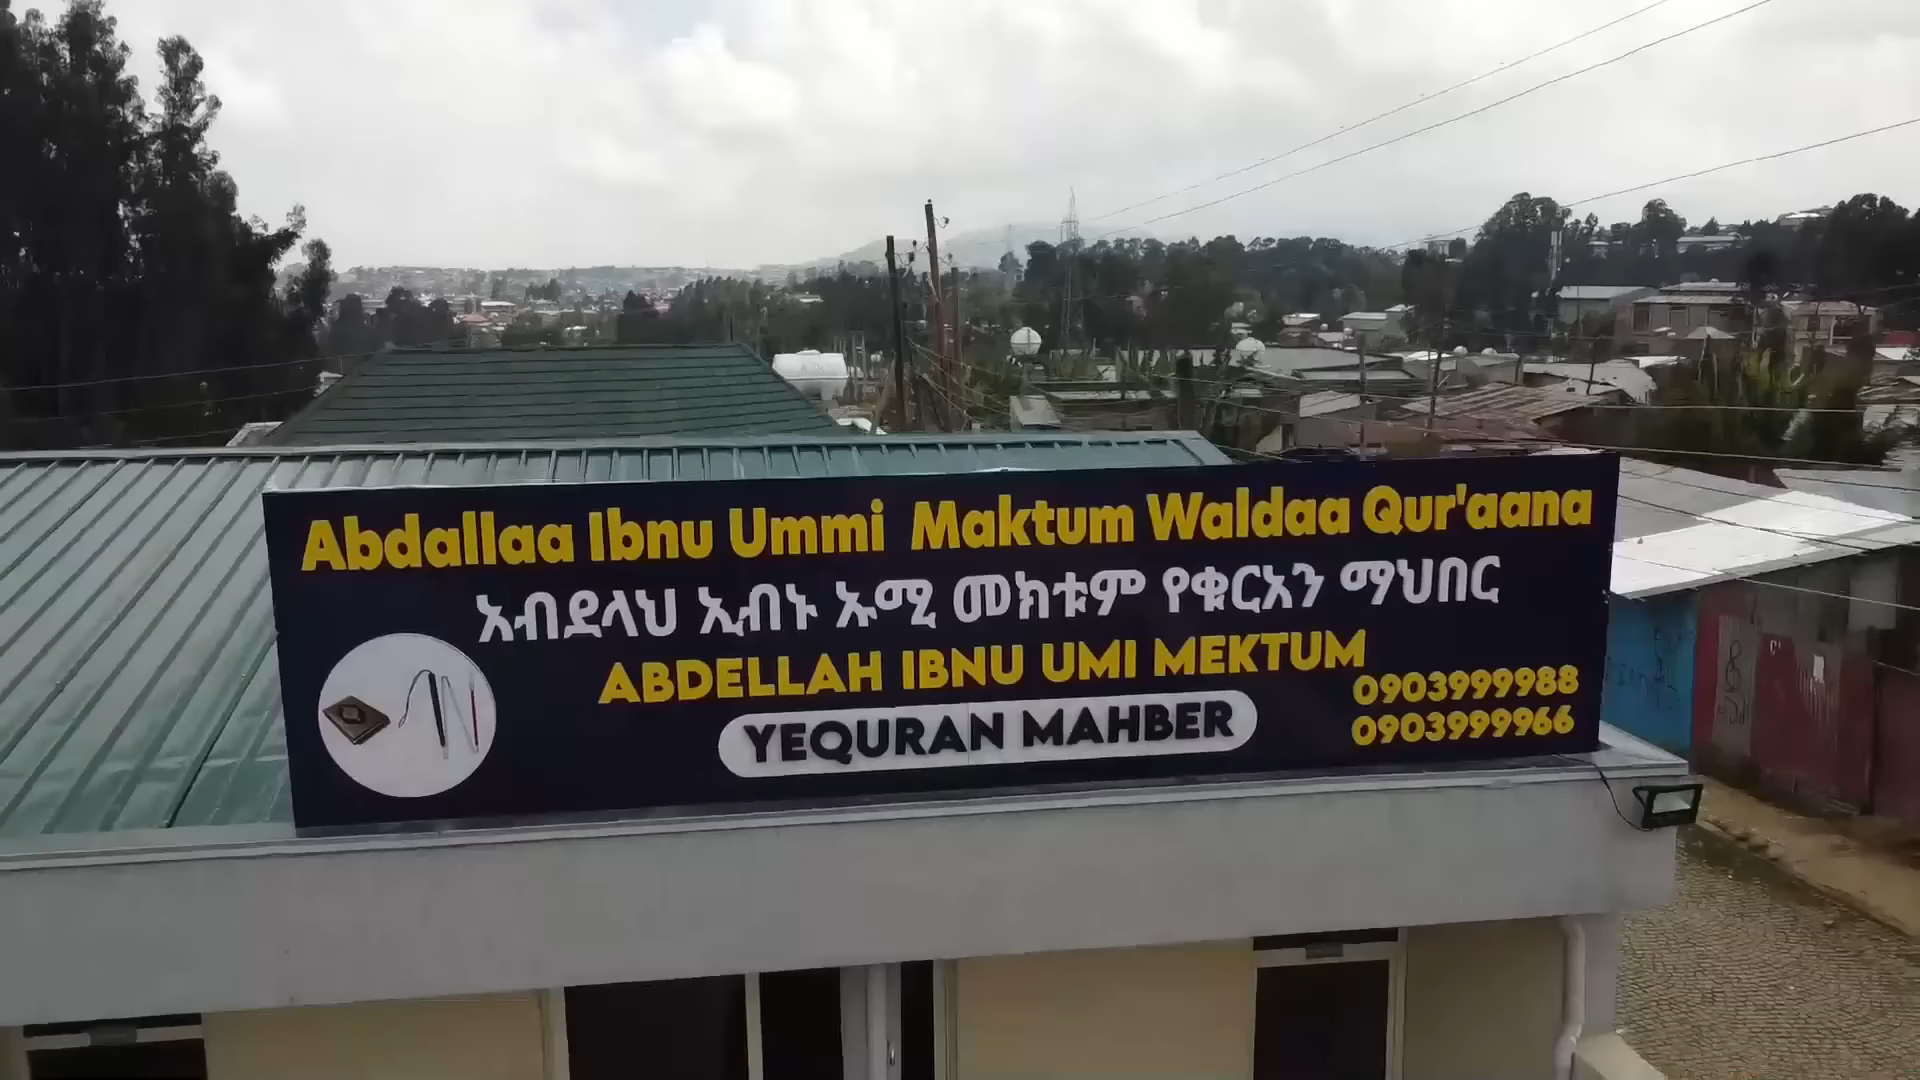 Abdallaa Ibnu Ummi Maktum Waldaa Qur'aana
አብደላህ ኢብኑ ኡሚ መክቱም የቁርአን ማህበር
ABDELLAH IBNU UMI MEKTUM
YEQURAN MAHBER
0903999988
0903999966